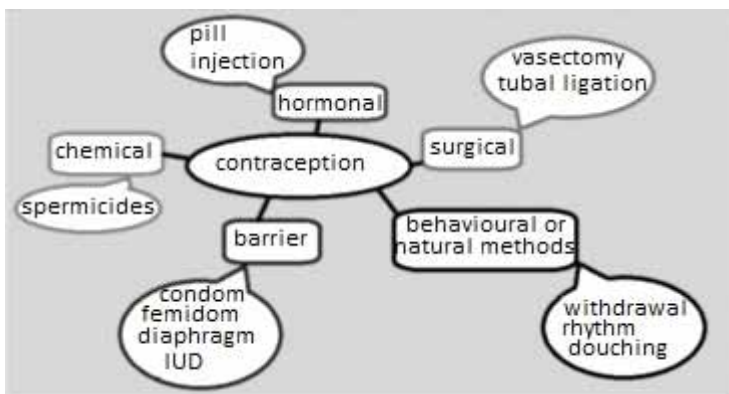 pill
injection
hormonal
vasectomy
tubal ligation
surgical
chemical
spermicides
contraception
barrier
condom
femidom
diaphragm
IUD
behavioural or
natural methods
withdrawal
rhythm
douching